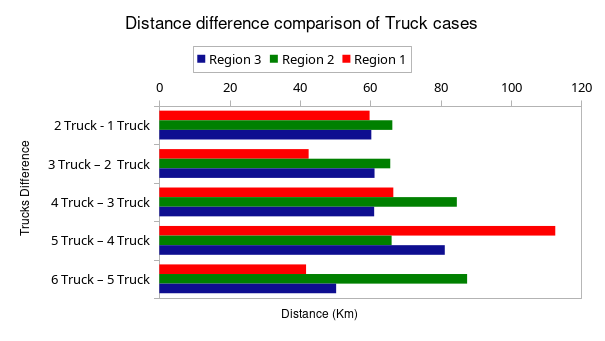 Distance difference comparison of Truck cases
Region 3 Region 2 Region 1
0 20 40 60 80 100 120
2 Truck - 1 Truck
3 Truck – 2  Truck
4 Truck – 3 Truck
5 Truck – 4 Truck
6 Truck – 5 Truck
Trucks Difference
Distance (Km)